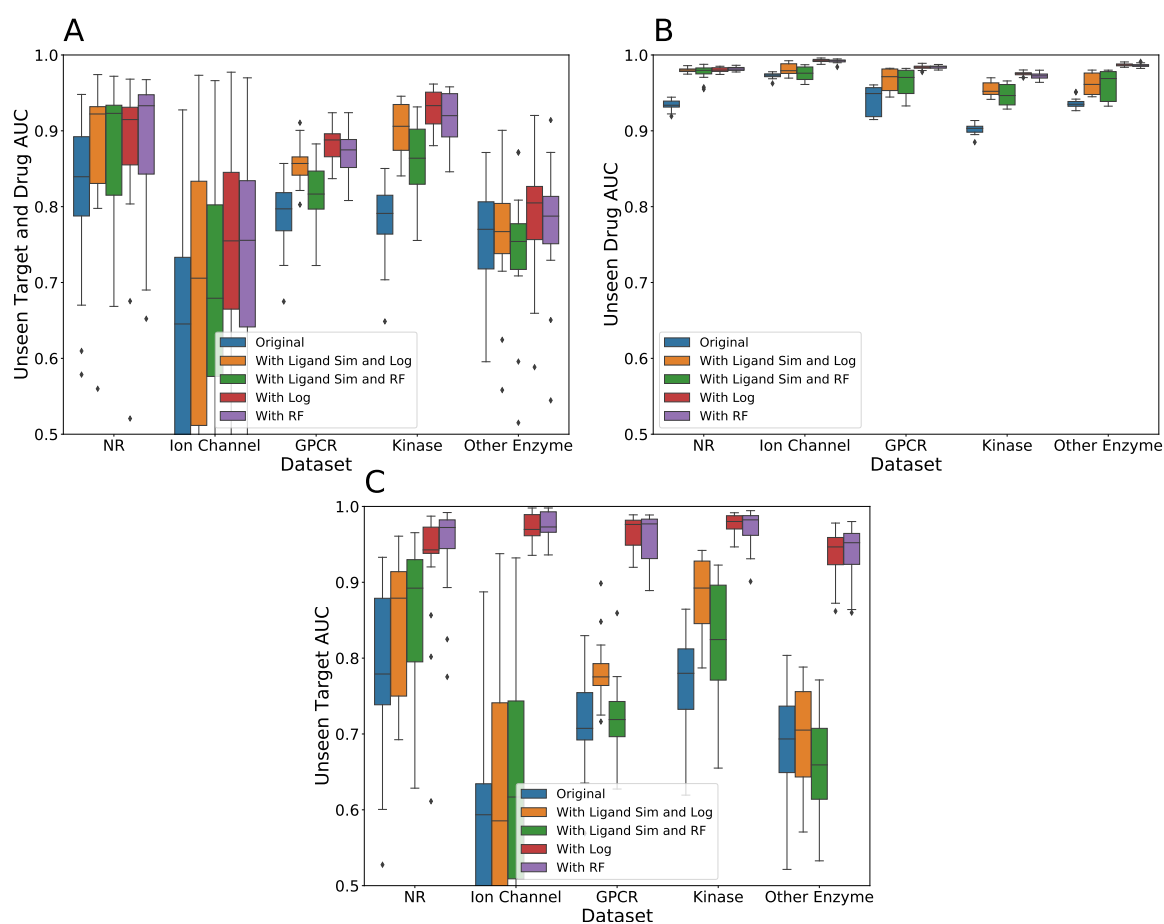 A
Unseen Target and Drug AUC
1.0
0.9
0.8
0.7
0.6
0.5
Original
With Ligand Sim and Log
With Ligand Sim and RF
With Log
With RF
NR Ion Channel GPCR Kinase Other Enzyme
Dataset
B
Unseen Drug AUC
1.0
0.9
0.8
0.7
0.6
0.5
Original
With Ligand Sim and Log
With Ligand Sim and RF
With Log
With RF
NR Ion Channel GPCR Kinase Other Enzyme
Dataset
C
Unseen Target AUC
1.0
0.9
0.8
0.7
0.6
0.5
Original
With Ligand Sim and Log
With Ligand Sim and RF
With Log
With RF
NR Ion Channel GPCR Kinase Other Enzyme
Dataset